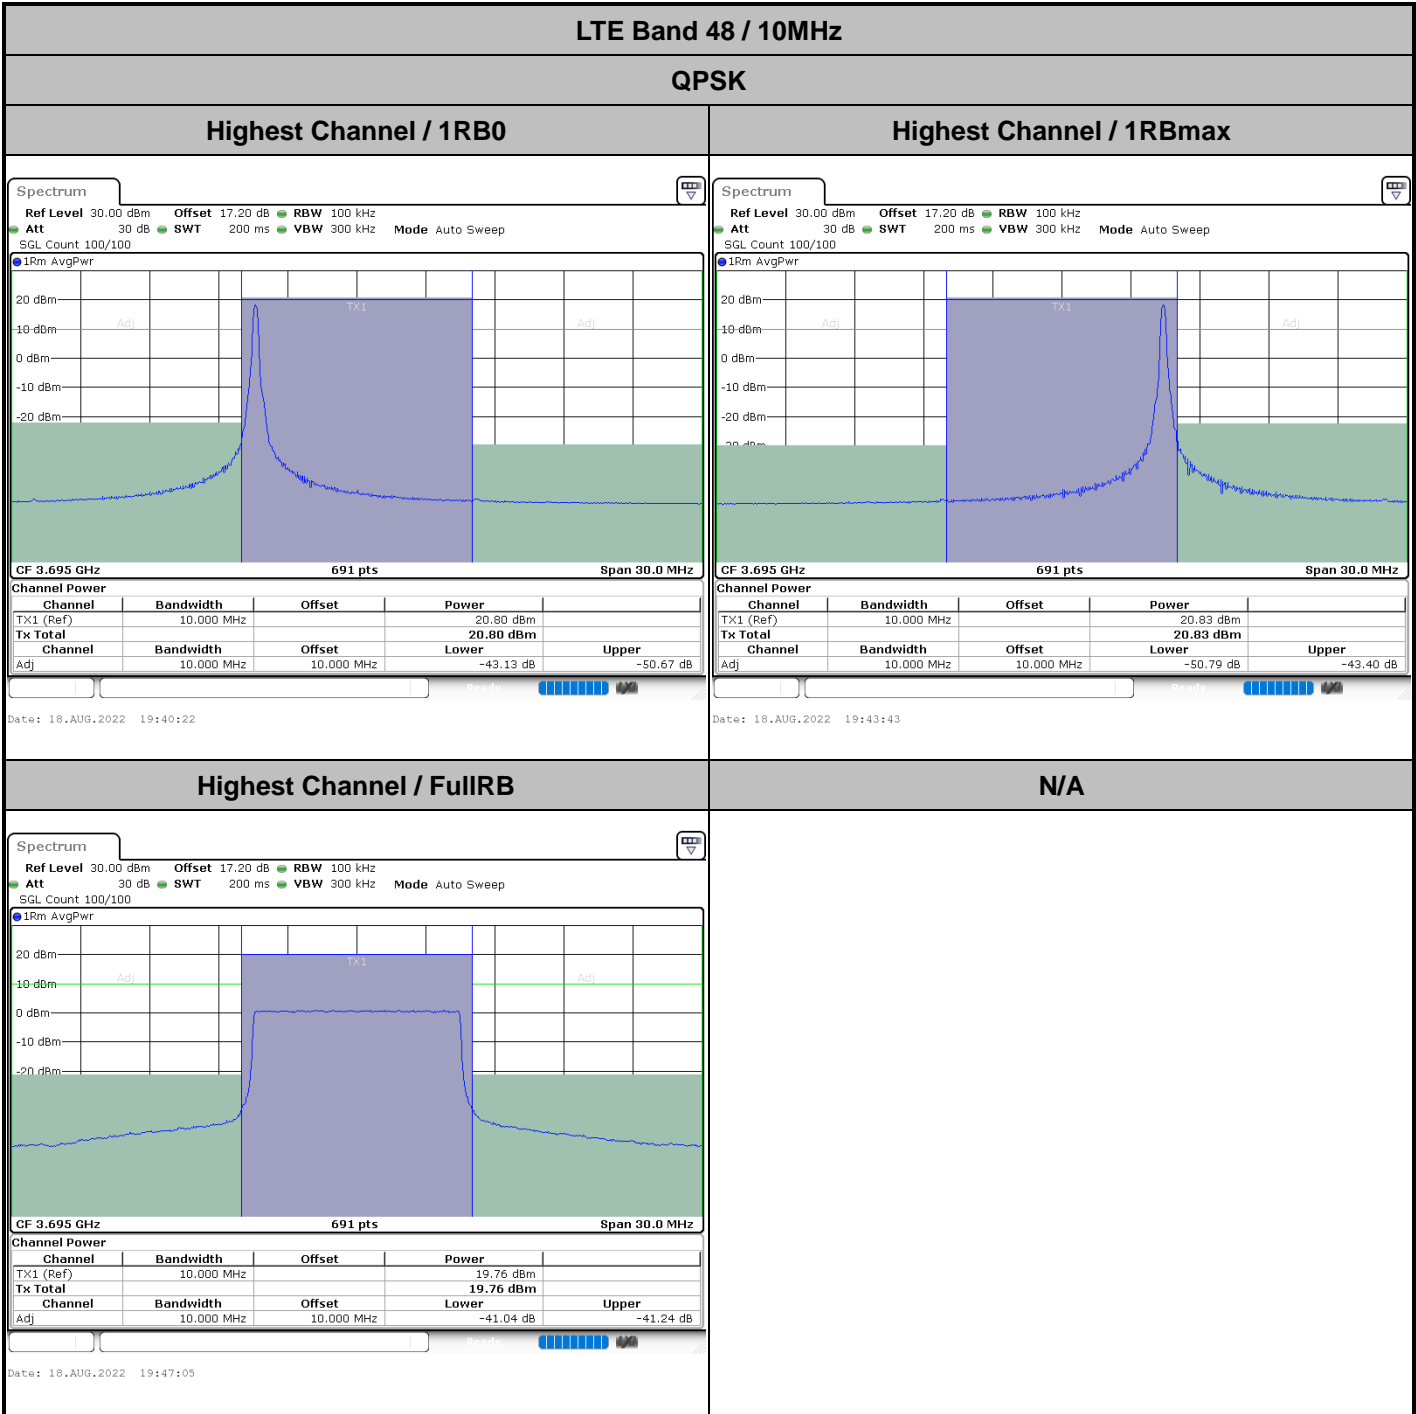 LTE Band 48 / 10MHz
QPSK
Highest Channel / 1RB0
Highest Channel / 1RBmax
Spectrum
Ref Level 30.00 dBm Offset 17.20 dB RBW 100 kHz
Att 30 dB SWT 200 ms VBW 300 kHz Mode Auto Sweep
SGL Count 100/100
1Rm AvgPwr
TX1
Adj
Adj
20 dBm
10 dBm
0 dBm
-10 dBm
-20 dBm
CF 3.695 GHz 691 pts Span 30.0 MHz
Channel Power
Channel Bandwidth Offset Power
TX1 (Ref) 10.000 MHz 20.80 dBm
Tx Total 20.80 dBm
Channel Bandwidth Offset Lower Upper
Adj 10.000 MHz 10.000 MHz -43.13 dB -50.67 dB
Ready
Date: 18.AUG.2022 19:40:22
Spectrum
Ref Level 30.00 dBm Offset 17.20 dB RBW 100 kHz
Att 30 dB SWT 200 ms VBW 300 kHz Mode Auto Sweep
SGL Count 100/100
1Rm AvgPwr
TX1
Adj
Adj
20 dBm
10 dBm
0 dBm
-10 dBm
-20 dBm
-30 dBm
CF 3.695 GHz 691 pts Span 30.0 MHz
Channel Power
Channel Bandwidth Offset Power
TX1 (Ref) 10.000 MHz 20.83 dBm
Tx Total 20.83 dBm
Channel Bandwidth Offset Lower Upper
Adj 10.000 MHz 10.000 MHz -50.79 dB -43.40 dB
Ready
Date: 18.AUG.2022 19:43:43
Highest Channel / FullRB
N/A
Spectrum
Ref Level 30.00 dBm Offset 17.20 dB RBW 100 kHz
Att 30 dB SWT 200 ms VBW 300 kHz Mode Auto Sweep
SGL Count 100/100
1Rm AvgPwr
TX1
Adj
Adj
20 dBm
10 dBm
0 dBm
-10 dBm
-20 dBm
CF 3.695 GHz 691 pts Span 30.0 MHz
Channel Power
Channel Bandwidth Offset Power
TX1 (Ref) 10.000 MHz 19.76 dBm
Tx Total 19.76 dBm
Channel Bandwidth Offset Lower Upper
Adj 10.000 MHz 10.000 MHz -41.04 dB -41.24 dB
Ready
Date: 18.AUG.2022 19:47:05